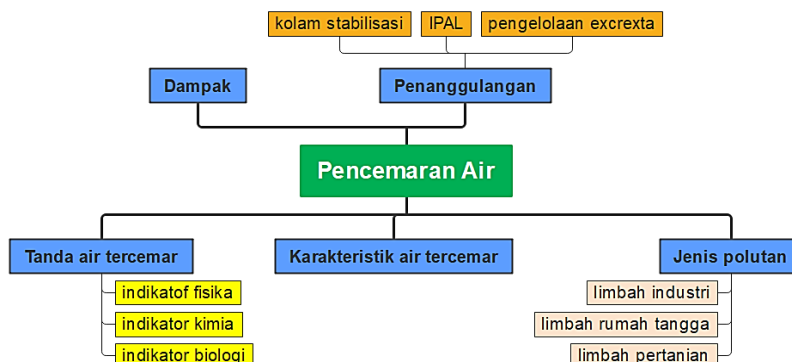 kolam stabilisasi
IPAL
pengelolaan excrexta
Dampak
Penanggulangan
Pencemaran Air
Tanda air tercemar
Karakteristik air tercemar
Jenis polutan
indikatof fisika
indikator kimia
indikator biologi
limbah industri
limbah rumah tangga
limbah pertanian